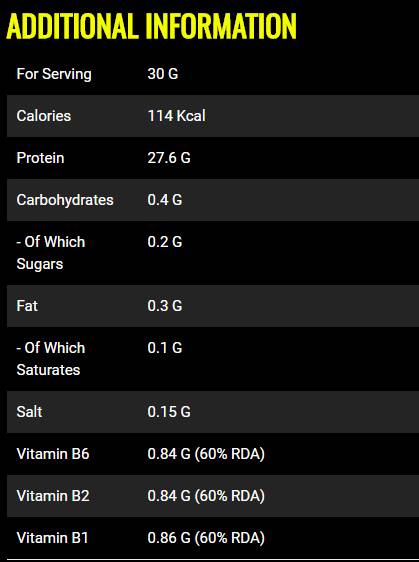 ADDITIONAL INFORMATION
For Serving 30 G
Calories 114 Kcal
Protein 27.6 G
Carbohydrates 0.4 G
- Of Which 0.2 G
Sugars
Fat 0.3 G
- Of Which 0.1 G
Saturates
Salt 0.15 G
Vitamin B6 0.84 G (60% RDA)
Vitamin B2 0.84 G (60% RDA)
Vitamin B1 0.86 G (60% RDA)